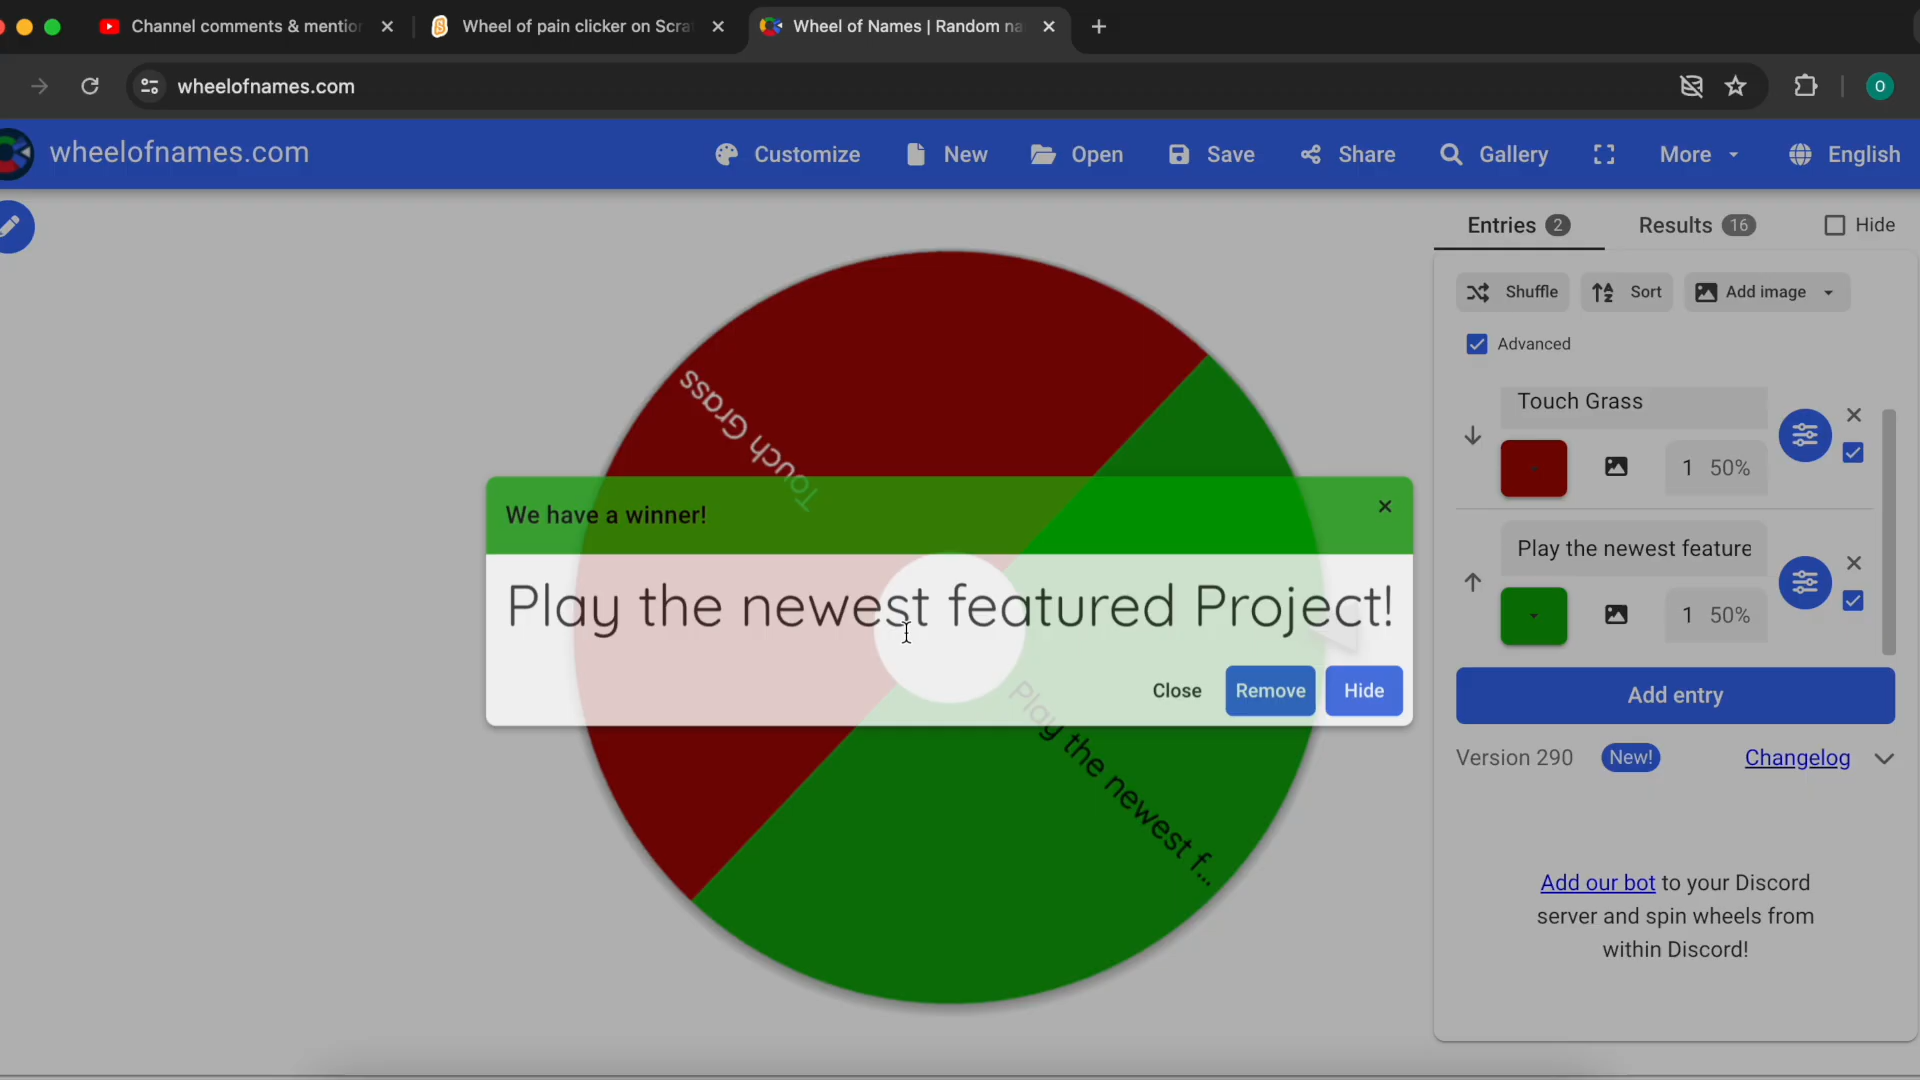 Channel comments & mention
Wheel of pain clicker on Scra
Wheel of Names | Random na
wheelofnames.com
O
wheelofnames.com
Customize
New
Open
Save
Share
Gallery
More
English
Entries 2
Results 16
Hide
Shuffle
Sort
Add image
Advanced
Touch Grass
1 50%
Play the newest feature
1 50%
Add entry
Version 290
New!
Changelog
Add our bot to your Discord
server and spin wheels from
within Discord!
Touch Grass
We have a winner!
Play the newest featured Project!
Close
Remove
Hide
Play the newest f...